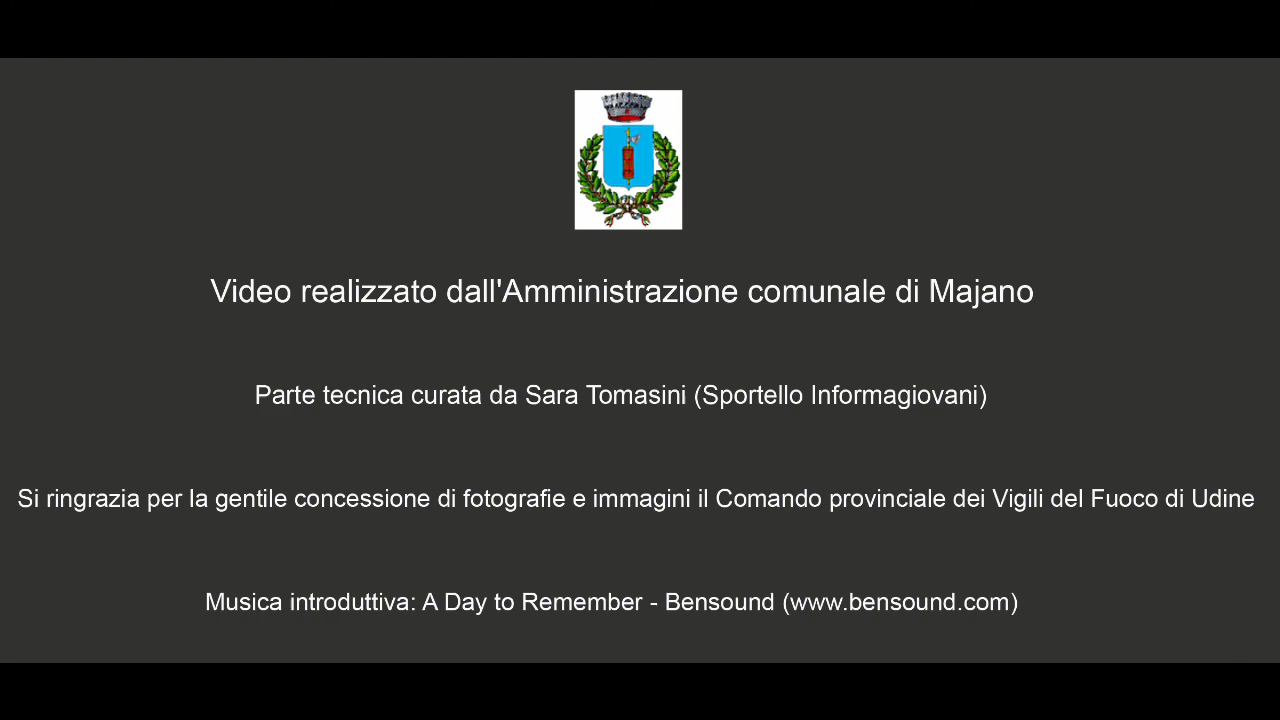 Video realizzato dall'Amministrazione comunale di Majano
Parte tecnica curata da Sara Tomasini (Sportello Informagiovani)
Si ringrazia per la gentile concessione di fotografie e immagini il Comando provinciale dei Vigili del Fuoco di Udine
Musica introduttiva: A Day to Remember - Bensound (www.bensound.com)